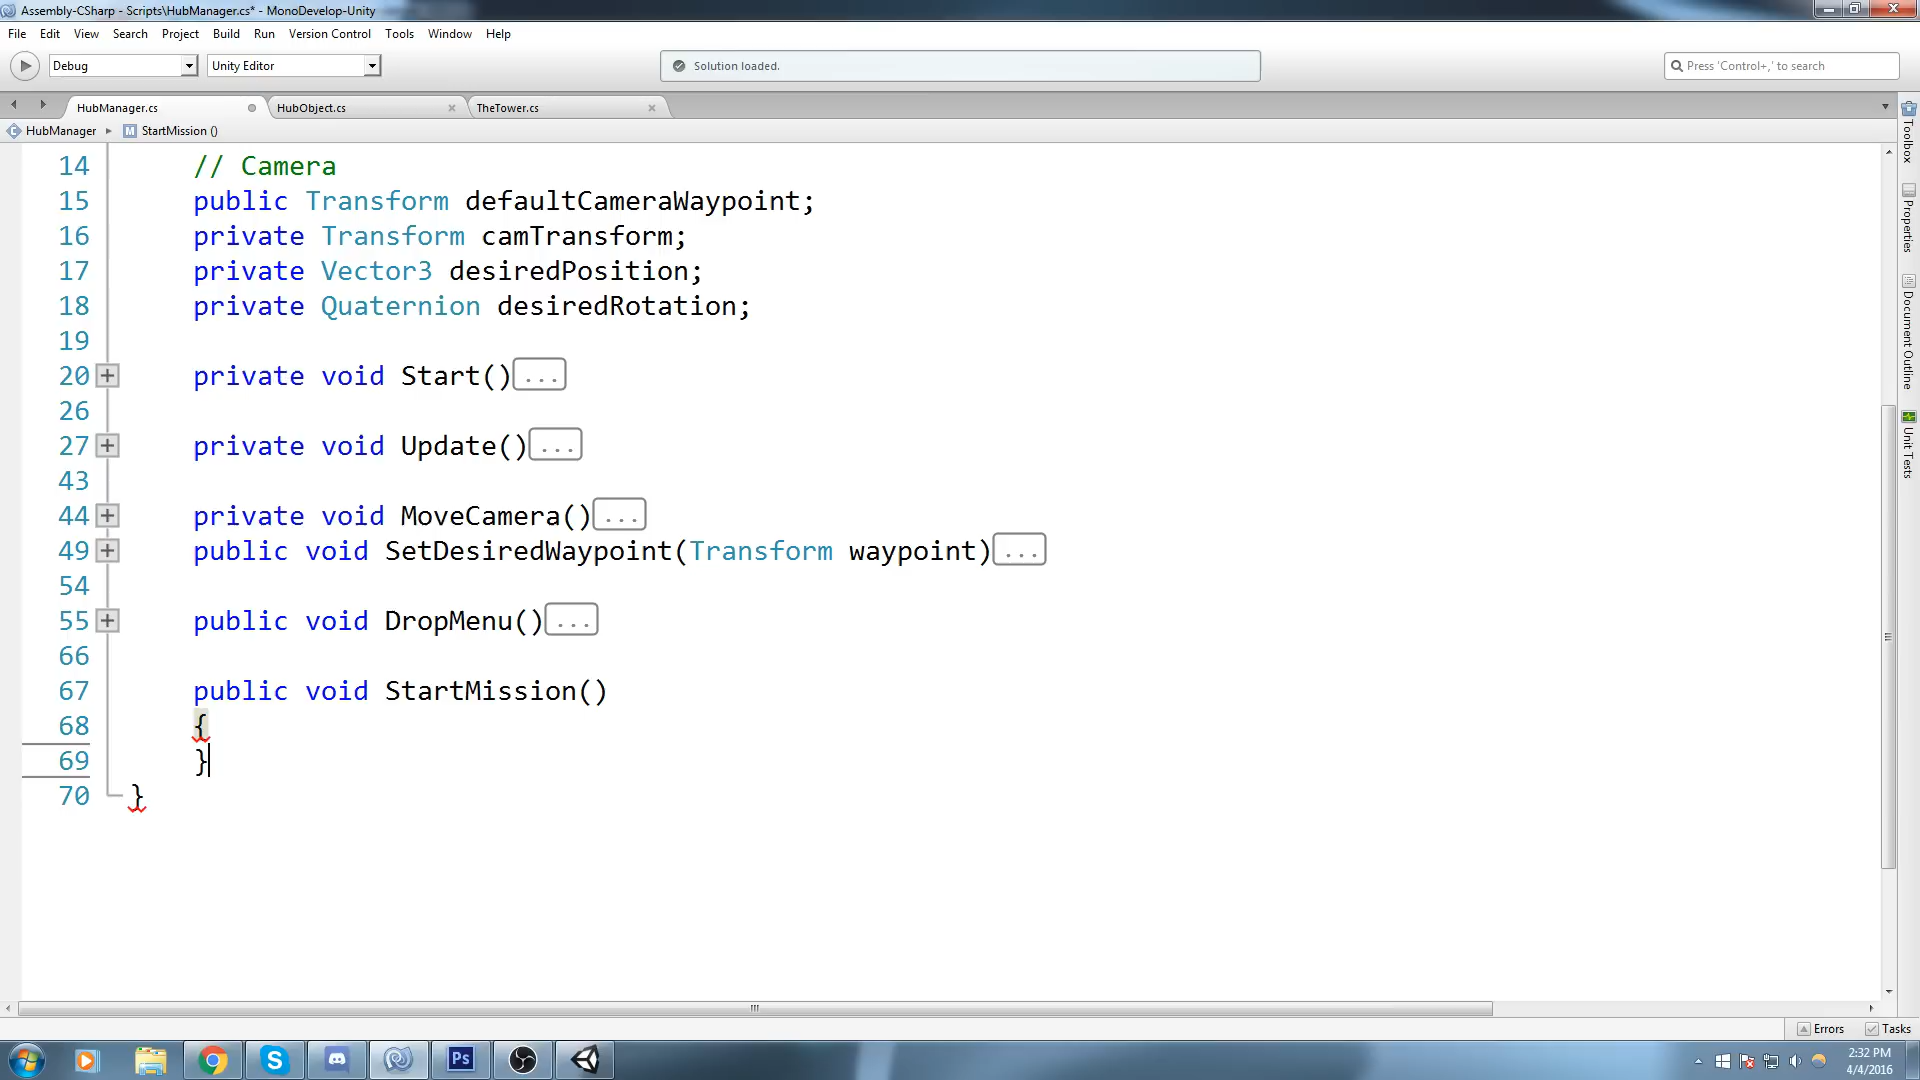 Assembly-CSharp - Scripts\HubManager.cs* - MonoDevelop-Unity
File Edit View Search Project Build Run Version Control Tools Window Help
Debug Unity Editor Solution loaded. Press 'Control+,' to search
HubManager.cs HubObject.cs TheTower.cs
HubManager StartMission ()
14 // Camera
15 public Transform defaultCameraWaypoint;
16 private Transform camTransform;
17 private Vector3 desiredPosition;
18 private Quaternion desiredRotation;
19
20 private void Start()...
26
27 private void Update()...
43
44 private void MoveCamera()...
49 public void SetDesiredWaypoint(Transform waypoint)...
54
55 public void DropMenu()...
66
67 public void StartMission()
68 {
69 }
70 }
Toolbox
Properties
Document Outline
Unit Tests
Errors Tasks
Ps
2:32 PM
4/4/2016